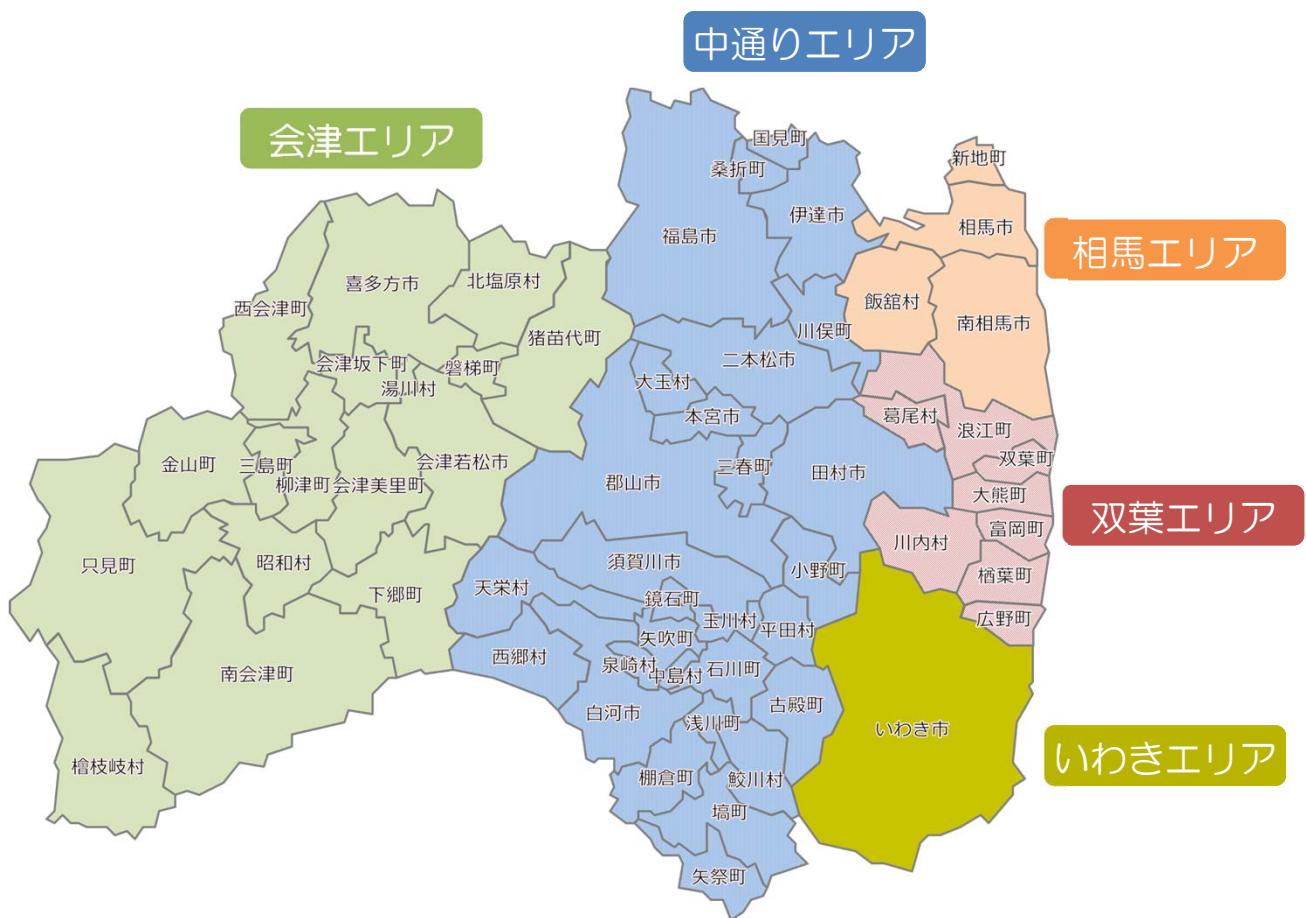 中通りエリア
会津エリア
相馬エリア
双葉エリア
いわきエリア
国見町
桑折町
新地町
伊達市
相馬市
福島市
喜多方市
北塩原村
西会津町
飯舘村
南相馬市
猪苗代町
川俣町
二本松市
会津坂下町
磐梯町
湯川村
大玉村
本宮市
葛尾村
浪江町
双葉町
金山町
三島町
柳津町
会津美里町
会津若松市
三春町
田村市
郡山市
大熊町
富岡町
川内村
只見町
昭和村
須賀川市
小野町
楢葉町
下郷町
天栄村
鏡石町
玉川村
平田村
広野町
矢吹町
西郷村
泉崎村
中島村
石川町
南会津町
古殿町
白河市
浅川町
いわき市
檜枝岐村
棚倉町
鮫川村
塙町
矢祭町